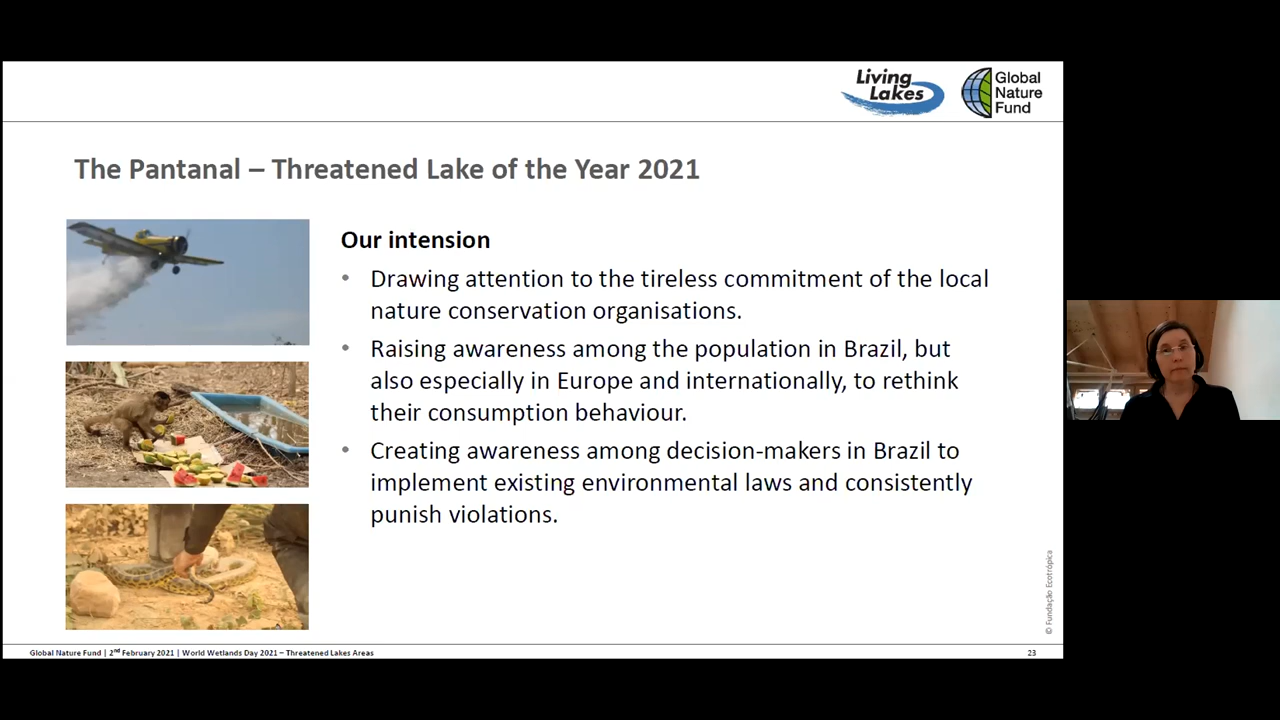 Living
Lakes
Global
Nature
Fund
The Pantanal – Threatened Lake of the Year 2021
Our intension
• Drawing attention to the tireless commitment of the local
nature conservation organisations.
• Raising awareness among the population in Brazil, but
also especially in Europe and internationally, to rethink
their consumption behaviour.
• Creating awareness among decision-makers in Brazil to
implement existing environmental laws and consistently
punish violations.
© Fundação Ecotrópica
Global Nature Fund | 2nd February 2021 | World Wetlands Day 2021 – Threatened Lakes Areas
23